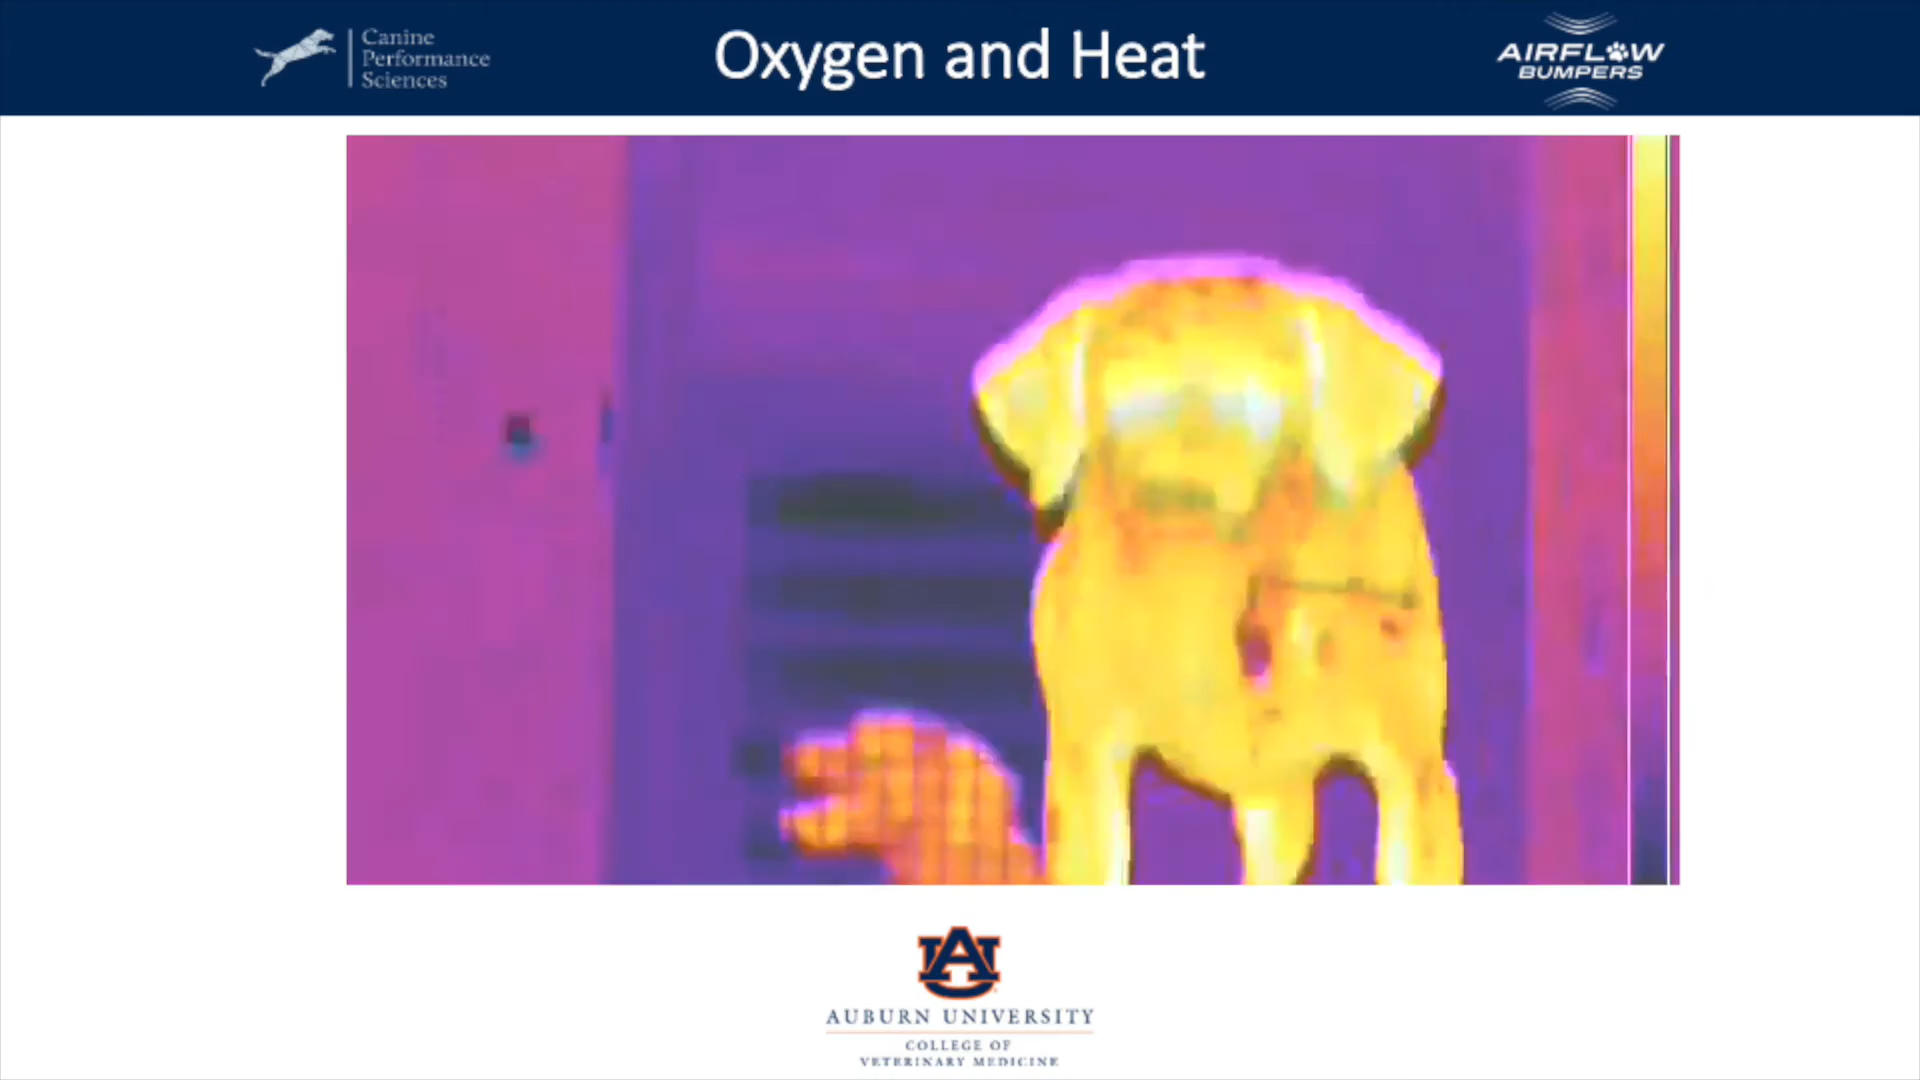 Canine
Performance
Sciences
Oxygen and Heat
AIRFLOW
BUMPERS
AUBURN UNIVERSITY
COLLEGE OF
VETERINARY MEDICINE